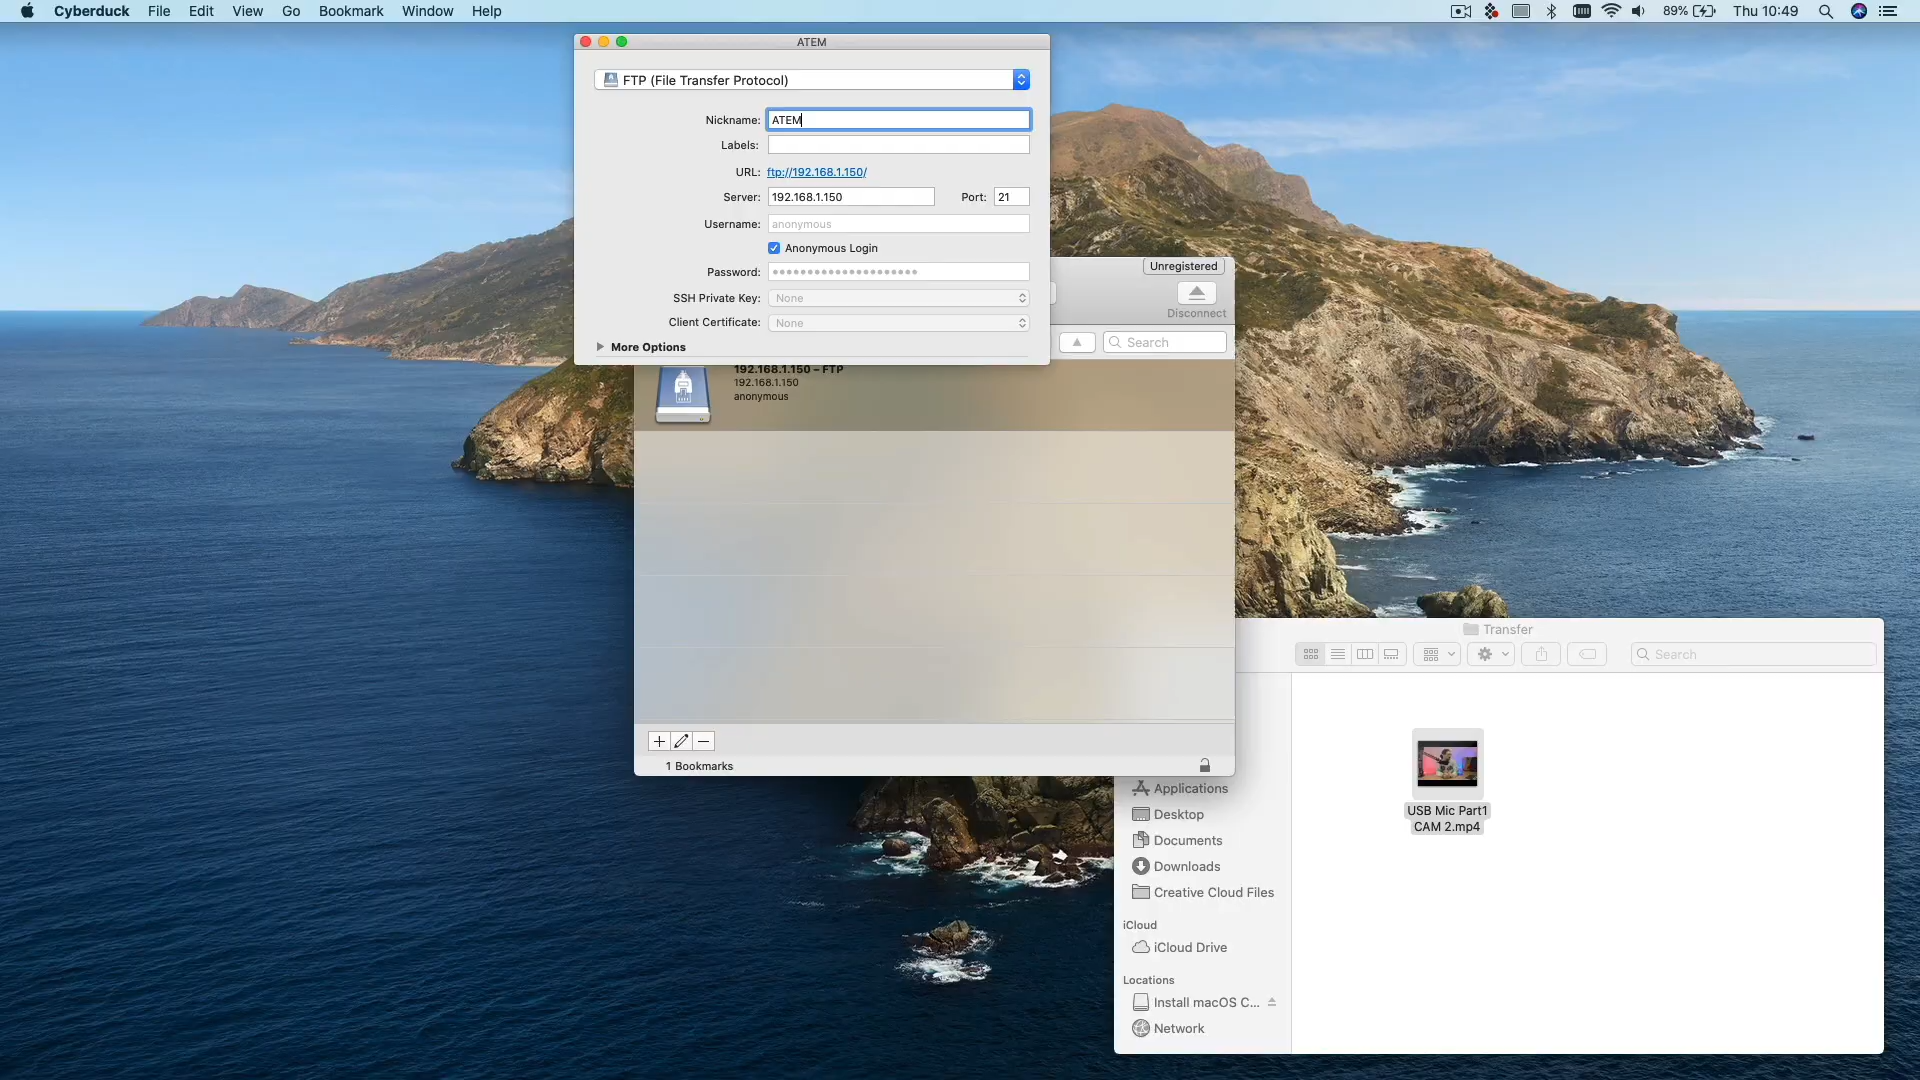 Cyberduck File Edit View Go Bookmark Window Help 89% Thu 10:49
ATEM
FTP (File Transfer Protocol)
Nickname: ATEM
Labels:
URL: ftp://192.168.1.150/
Server: 192.168.1.150 Port: 21
Username: anonymous
Anonymous Login
Password: •••••••••••••••••••••
SSH Private Key: None
Client Certificate: None
More Options
Unregistered
Disconnect
Search
192.168.1.150 – FTP
192.168.1.150
anonymous
1 Bookmarks
Transfer
Search
Applications
Desktop
Documents
Downloads
Creative Cloud Files
iCloud
iCloud Drive
Locations
Install macOS C...
Network
USB Mic Part1
CAM 2.mp4